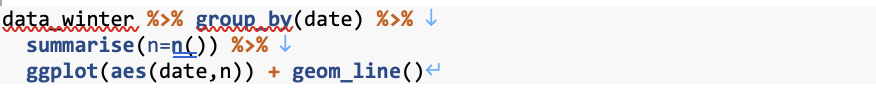 data_winter %>% group_by(date) %>% ↓
summarise(n=n()) %>% ↓
ggplot(aes(date,n)) + geom_line()↵